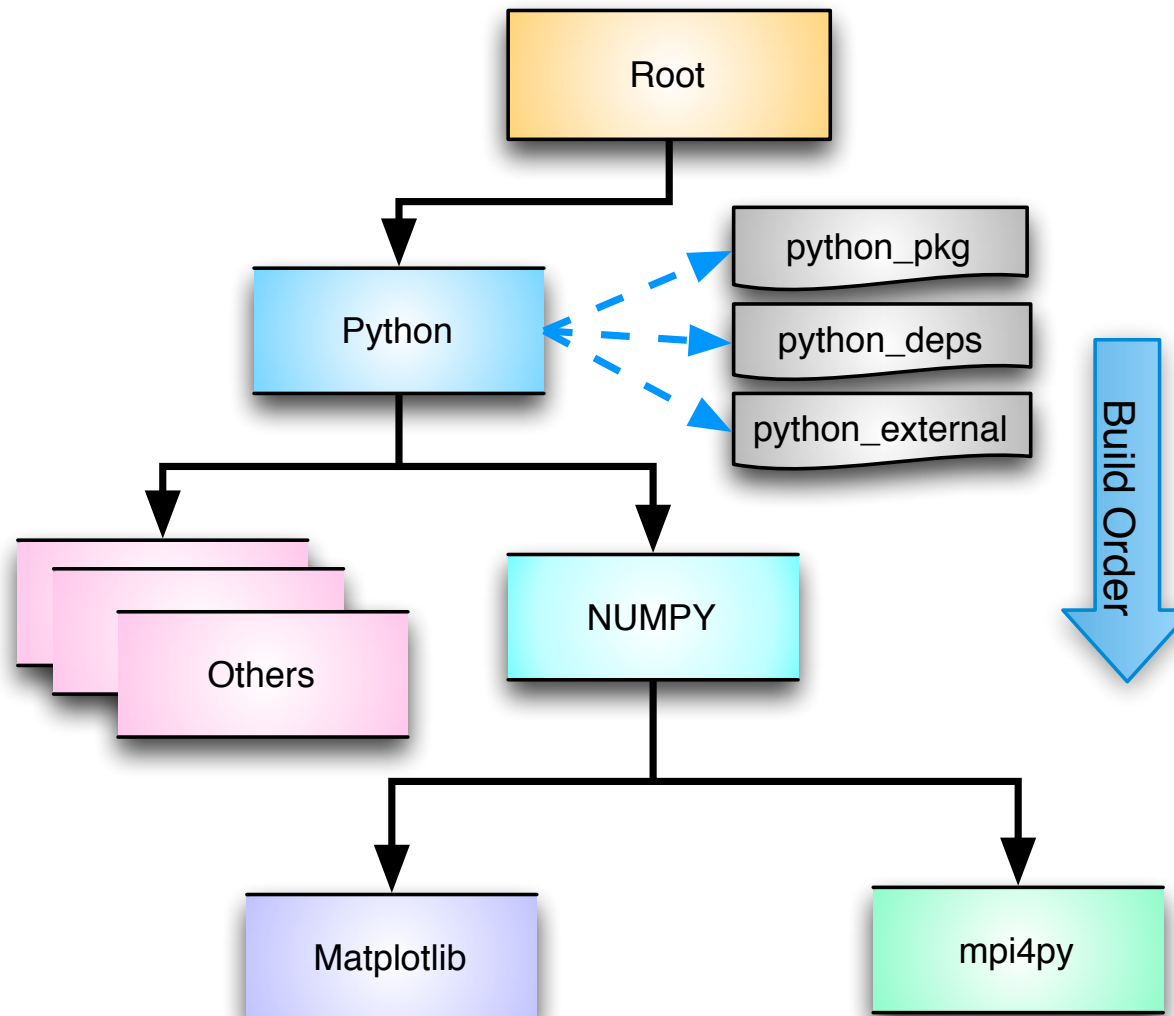 Root
python_pkg
Python
python_deps
python_external
Build Order
NUMPY
Others
Matplotlib
mpi4py